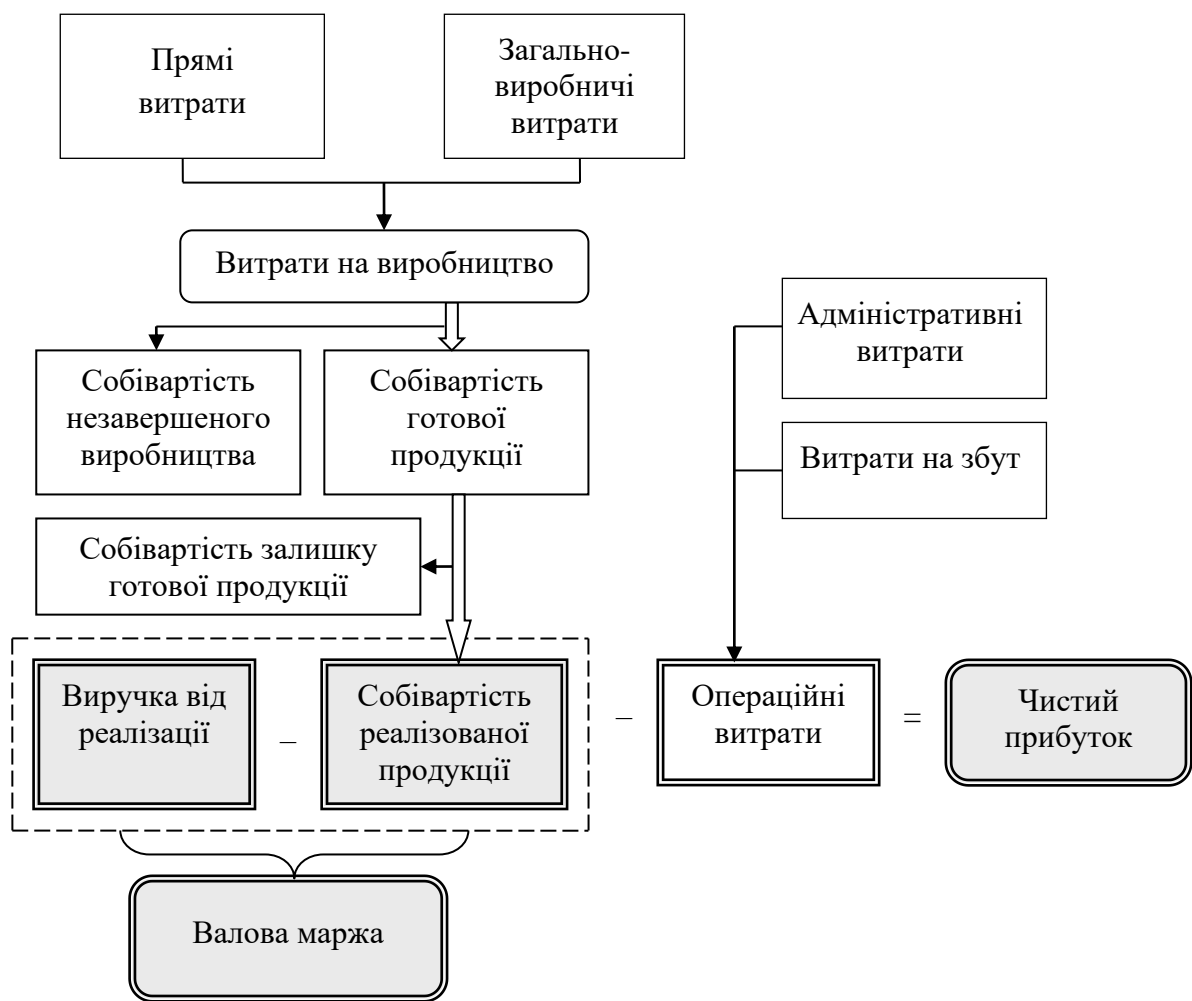 Прямі
витрати
Загально-
виробничі
витрати
Витрати на виробництво
Адміністративні
витрати
Собівартість
незавершеного
виробництва
Собівартість
готової
продукції
Витрати на збут
Собівартість залишку
готової продукції
Виручка від
реалізації
–
Собівартість
реалізованої
продукції
–
Операційні
витрати
=
Чистий
прибуток
Валова маржа